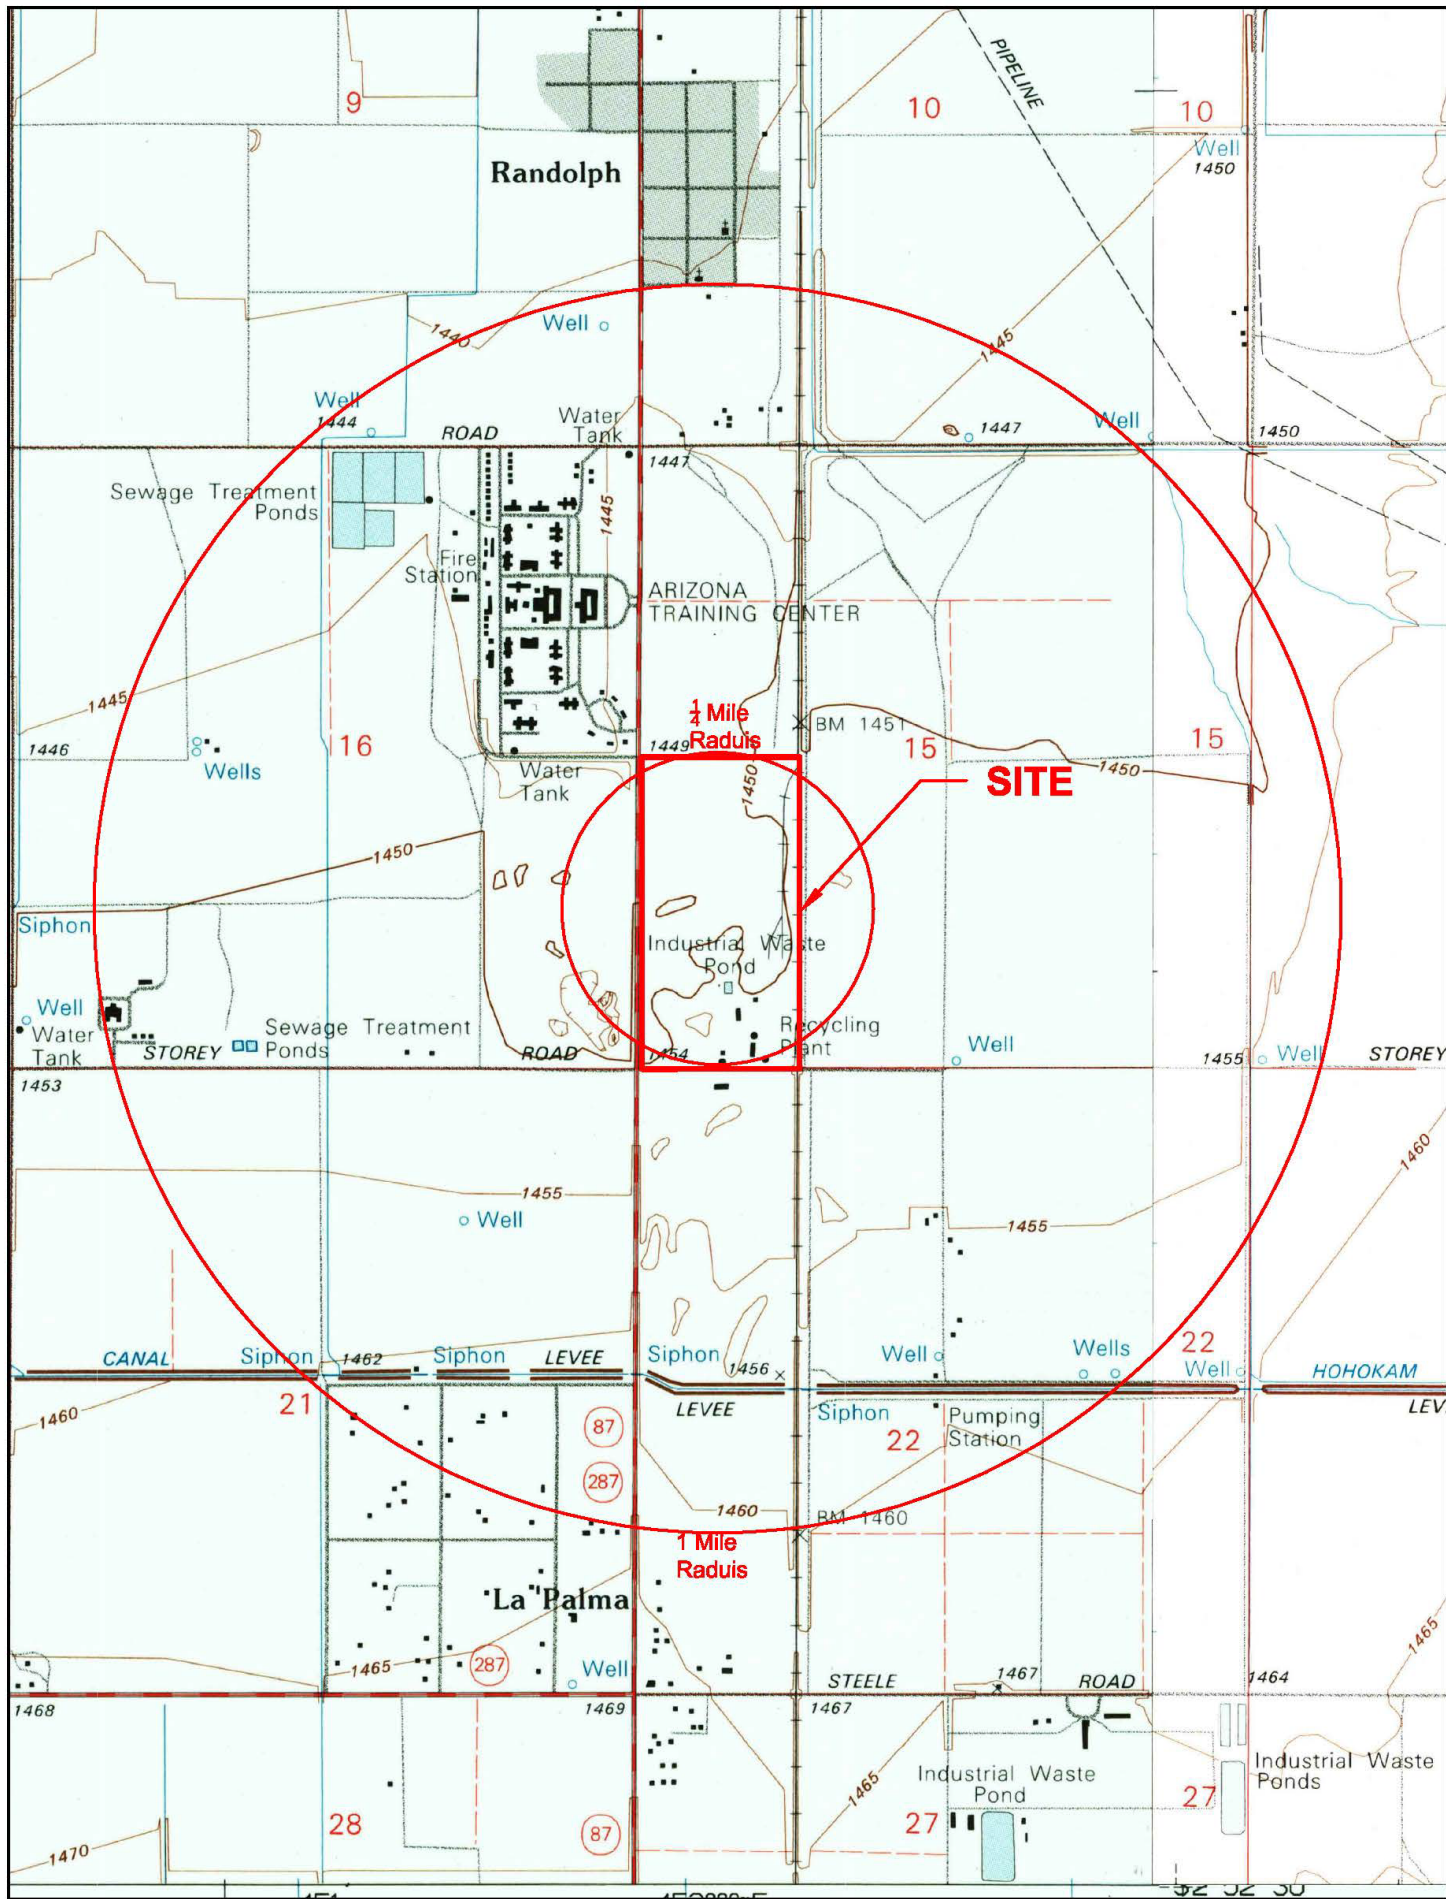 PIPELINE
9
10
10
Well
1450
Randolph
Well
1440
1445
Well
1444
ROAD
Water
Tank
1447
1447
Well
1450
Sewage Treatment
Ponds
1445
Fire
Station
ARIZONA
TRAINING CENTER
1445
1/4 Mile
Raduis
BM 1451
1446
16
1449
15
15
Wells
Water
Tank
1450
1450
SITE
1450
Siphon
Industrial Waste
Pond
Well
Water
Tank
STOREY
Sewage Treatment
Ponds
ROAD
1454
Recycling
Plant
Well
1455
Well
STOREY
1453
1460
1455
Well
1455
CANAL
Siphon
1462
Siphon
LEVEE
Siphon
1456
Well
Wells
22
Well
HOHOKAM
21
1460
87
LEVEE
Siphon
22
Pumping
Station
LEV
287
1460
BM 1460
1 Mile
Raduis
La Palma
1465
287
Well
1465
STEELE
1467
ROAD
1464
1468
1469
1467
Industrial Waste
Pond
Industrial Waste
Ponds
1465
27
27
28
87
1470